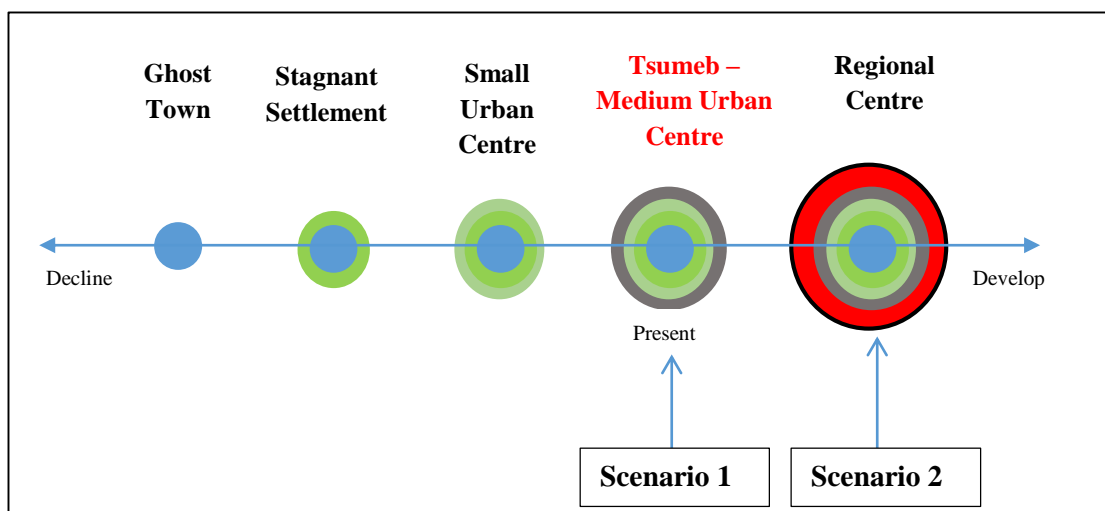 Ghost
Town
Stagnant
Settlement
Small
Urban
Centre
Tsumeb –
Medium Urban
Centre
Regional
Centre
Decline
Develop
Present
Scenario 1
Scenario 2